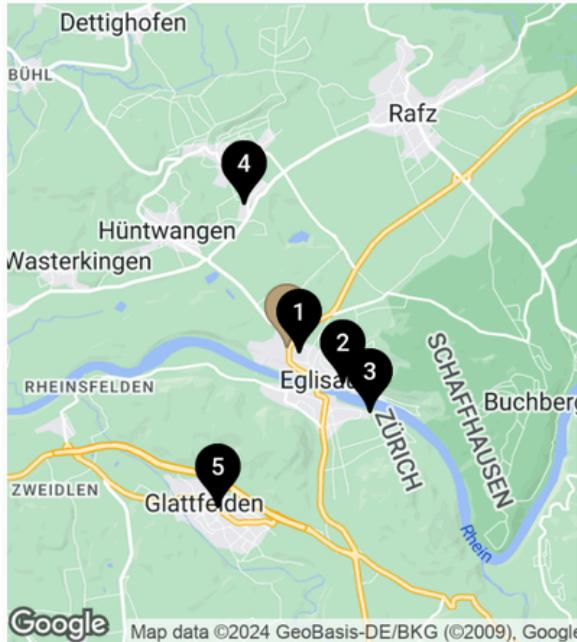 Dettighofen
BÜHL
Rafz
4
Hüntwangen
Wasterkingen
1
2
Eglisau
3
RHEINSFELDEN
SCHAFFHAUSEN
ZÜRICH
Buchberg
5
ZWEIDLEN
Glattfelden
Rhein
Google
Map data ©2024 GeoBasis-DE/BKG (©2009), Googl